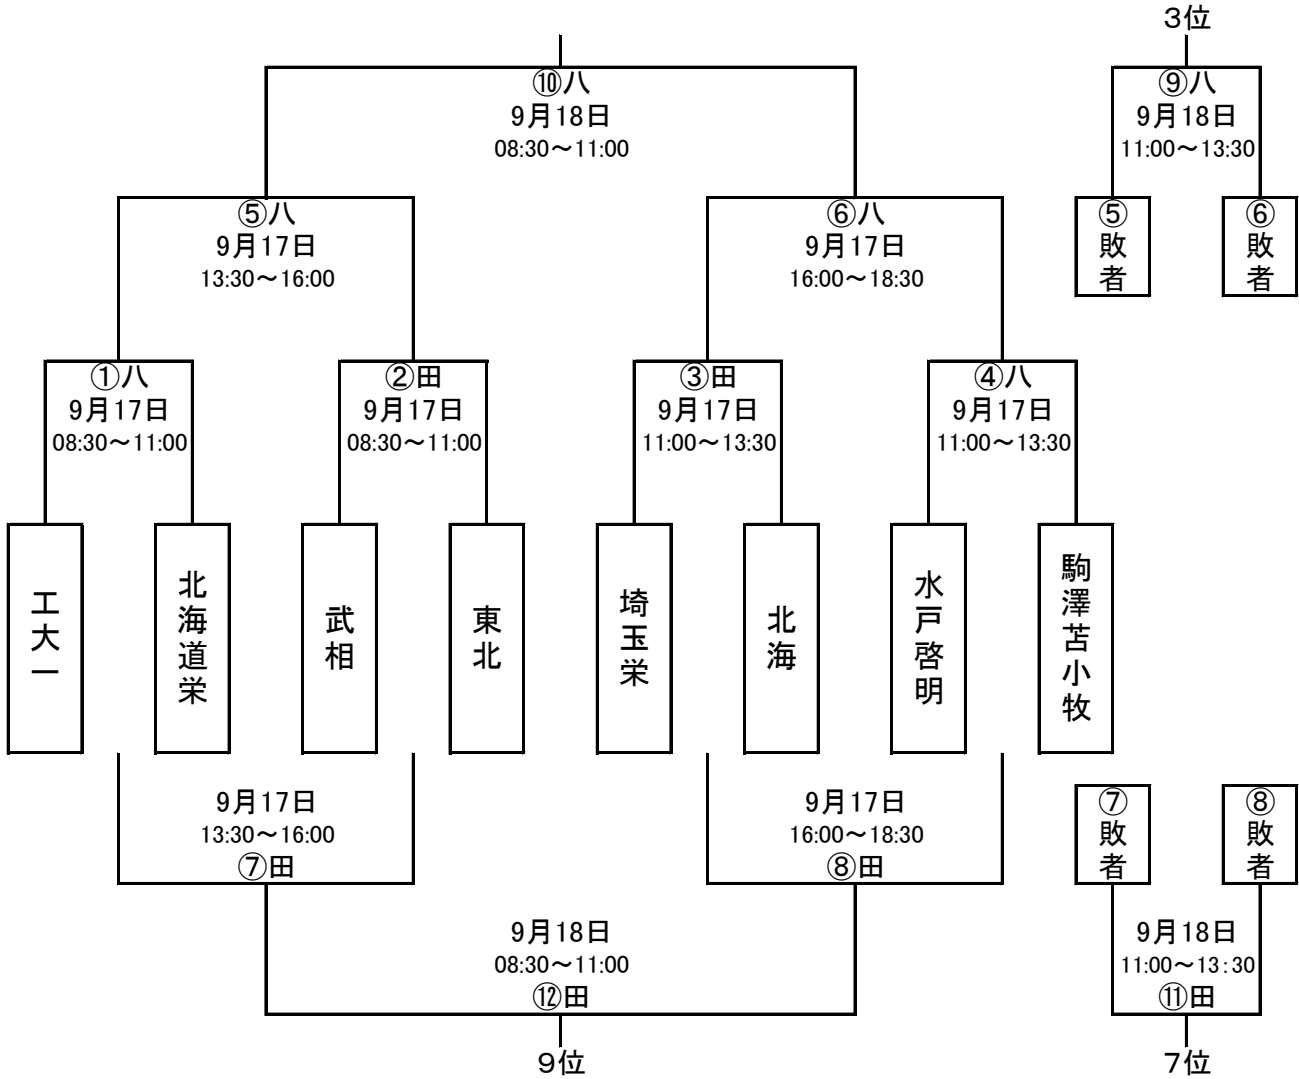 3位
⑩八
9月18日
08:30～11:00
⑨八
9月18日
11:00～13:30
⑤八
9月17日
13:30～16:00
⑥八
9月17日
16:00～18:30
⑤敗者
⑥敗者
①八
9月17日
08:30～11:00
②田
9月17日
08:30～11:00
③田
9月17日
11:00～13:30
④八
9月17日
11:00～13:30
工大一
北海道栄
武相
東北
埼玉栄
北海
水戸啓明
駒澤苫小牧
9月17日
13:30～16:00
⑦田
9月17日
16:00～18:30
⑧田
⑦敗者
⑧敗者
9月18日
08:30～11:00
⑫田
9月18日
11:00～13:30
⑪田
9位
7位